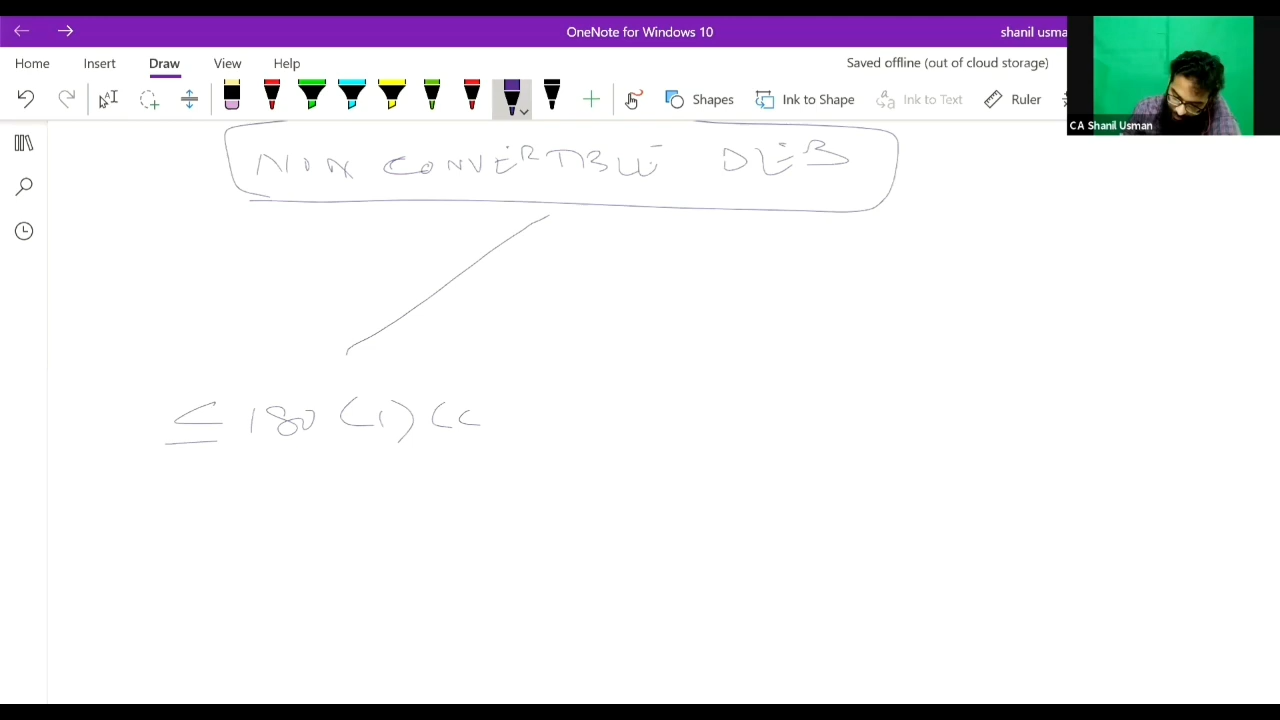 OneNote for Windows 10
shanil usma
Home Insert Draw View Help
Saved offline (out of cloud storage)
Shapes Ink to Shape Ink to Text Ruler
CA Shanil Usman
NON CONVERTIBLE DEB
≤ 180 (1) (c